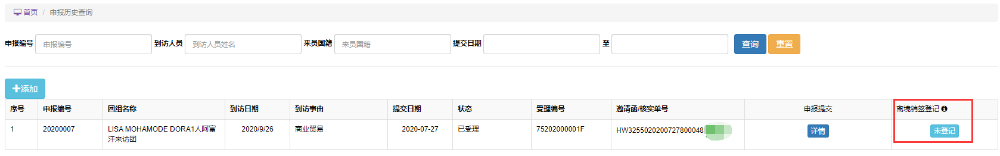 首页 / 申报历史查询
申报编号 申报编号 到访人员 到访人员姓名 来员国籍 来员国籍 提交日期 至 查询 重置
添加
序号 申报编号 团组名称 到访日期 到访事由 提交日期 状态 受理编号 邀请函/核实单号 申报提交 离境销签登记
1 20200007 LISA MOHAMODE DORA1人阿富 2020/9/26 商业贸易 2020-07-27 已受理 75202000001F HW3255020200727800048 详情 未登记
汗来访团